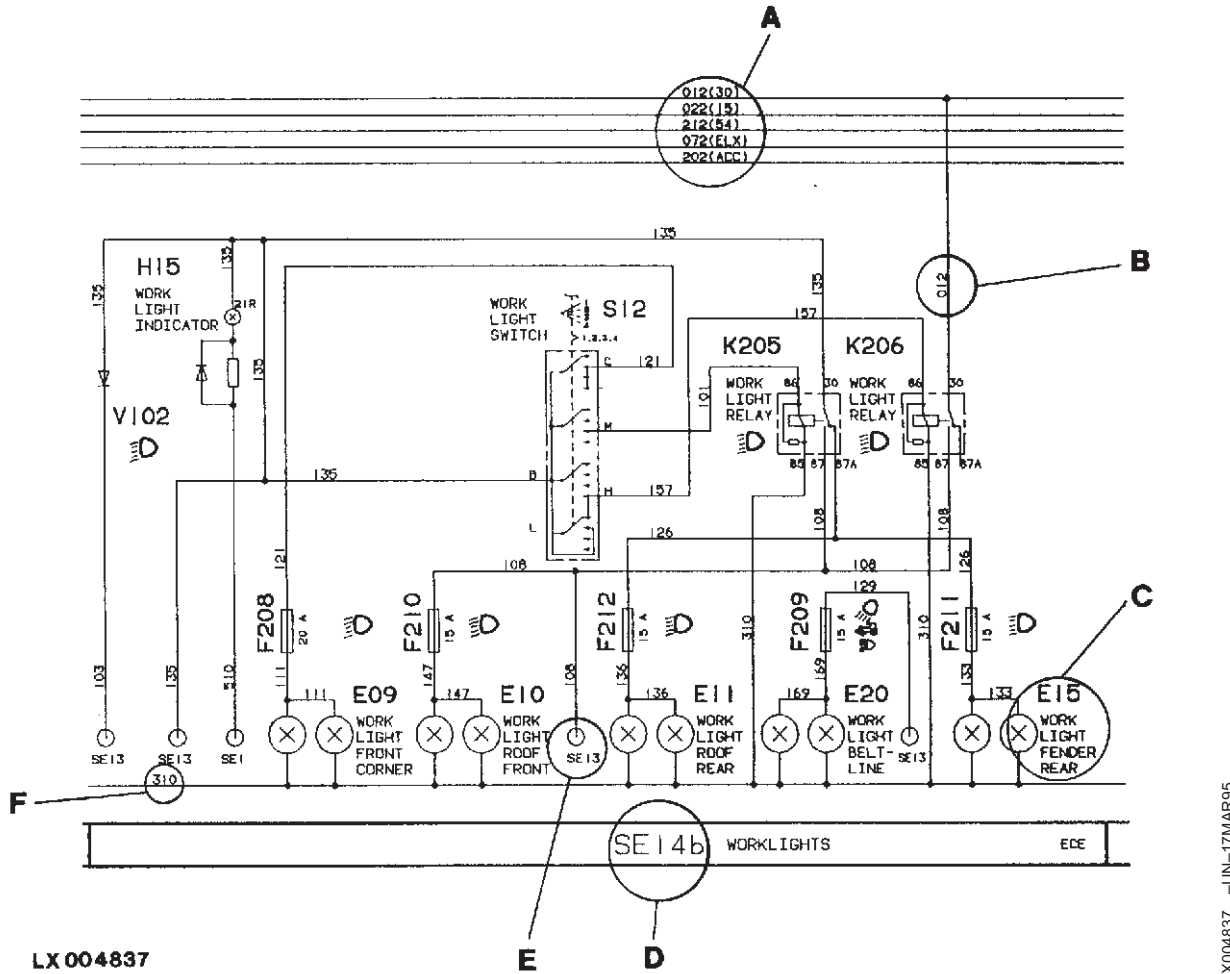 A
012(30)
022(15)
212(54)
072(ELX)
202(ACC)
B
012
135
135
135
135
135
H15
WORK
LIGHT
INDICATOR
21R
V102
WORK
LIGHT
SWITCH
S12
1.2.3.4
C
121
M
B
H
157
L
135
157
K205
K206
WORK
LIGHT
RELAY
86
30
85
87
87A
101
WORK
LIGHT
RELAY
86
30
85
87
87A
108
108
126
108
108
129
121
126
F208
20 A
F210
15 A
F212
15 A
F209
15 A
F211
15 A
C
310
310
103
135
510
111
111
147
147
108
136
136
169
169
133
133
E09
WORK
LIGHT
FRONT
CORNER
E10
WORK
LIGHT
ROOF
FRONT
E11
WORK
LIGHT
ROOF
REAR
E20
WORK
LIGHT
BELT-
LINE
E15
WORK
LIGHT
FENDER
REAR
SE13
SE13
SE1
SE13
SE13
310
F
SE14b
WORKLIGHTS
ECE
E
D
LX004837
LX004837 –UN–17MAR95